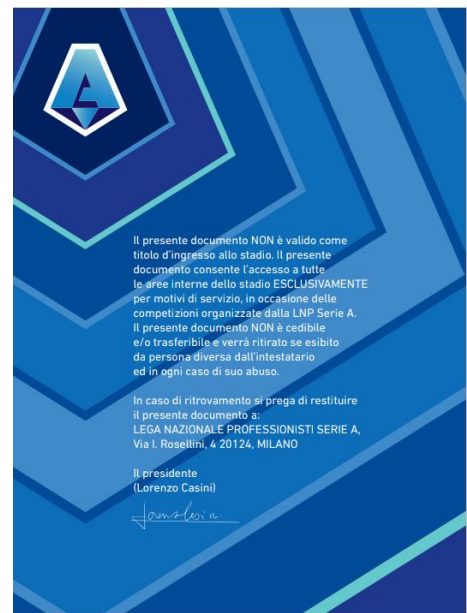 Il presente documento NON è valido come
titolo d'ingresso allo stadio. Il presente
documento consente l'accesso a tutte
le aree interne dello stadio ESCLUSIVAMENTE
per motivi di servizio, in occasione delle
competizioni organizzate dalla LNP Serie A.
Il presente documento NON è cedibile
e/o trasferibile e verrà ritirato se esibito
da persona diversa dall'intestatario
ed in ogni caso di suo abuso.
In caso di ritrovamento si prega di restituire
il presente documento a:
LEGA NAZIONALE PROFESSIONISTI SERIE A,
Via I. Rosellini, 4 20124, MILANO
Il presidente
(Lorenzo Casini)